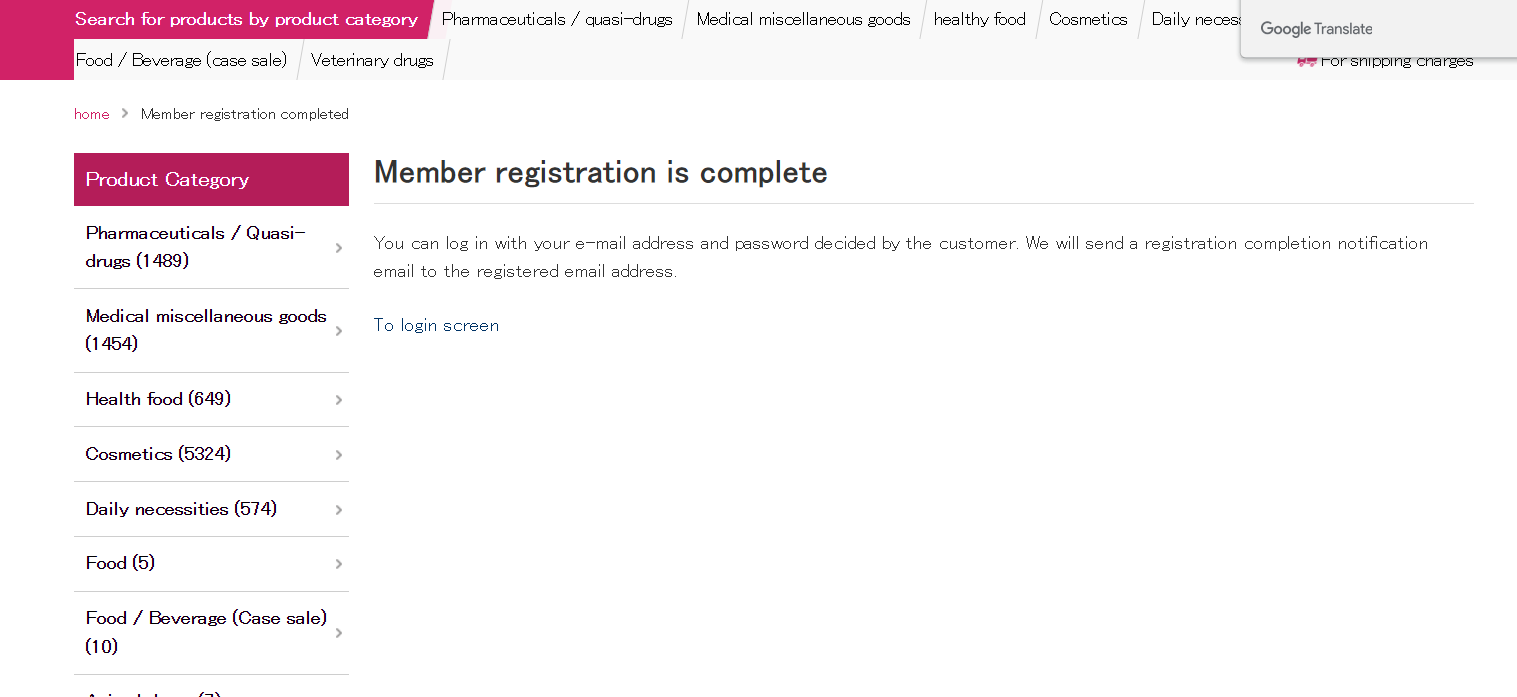 Search for products by product category
Pharmaceuticals / quasi-drugs
Medical miscellaneous goods
healthy food
Cosmetics
Daily
Google Translate
Food / Beverage (case sale)
Veterinary drugs
For shipping charges
home
Member registration completed
Product Category
Member registration is complete
Pharmaceuticals / Quasi-
drugs (1489)
You can log in with your e-mail address and password decided by the customer. We will send a registration completion notification
email to the registered email address.
Medical miscellaneous goods
(1454)
To login screen
Health food (649)
Cosmetics (5324)
Daily necessities (574)
Food (5)
Food / Beverage (Case sale)
(10)